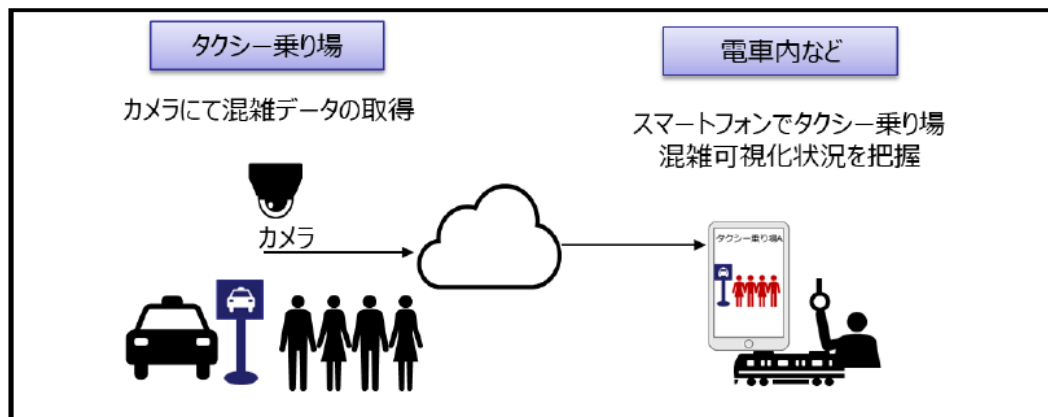 タクシー乗り場
カメラにて混雑データの取得
カメラ
電車内など
スマートフォンでタクシー乗り場
混雑可視化状況を把握
タクシー乗り場A